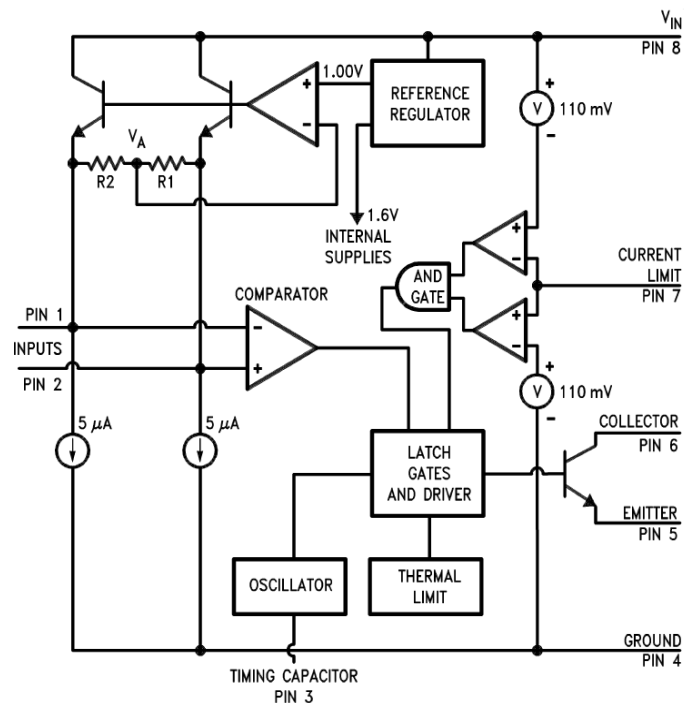 V_IN
PIN 8
1.00V
REFERENCE
REGULATOR
+
−
+
V
110 mV
−
V_A
R2
R1
1.6V
INTERNAL
SUPPLIES
+
−
AND
GATE
CURRENT
LIMIT
PIN 7
+
−
COMPARATOR
PIN 1
INPUTS
PIN 2
−
+
+
V
110 mV
−
5 μA
5 μA
LATCH
GATES
AND DRIVER
COLLECTOR
PIN 6
EMITTER
PIN 5
OSCILLATOR
THERMAL
LIMIT
GROUND
PIN 4
TIMING CAPACITOR
PIN 3